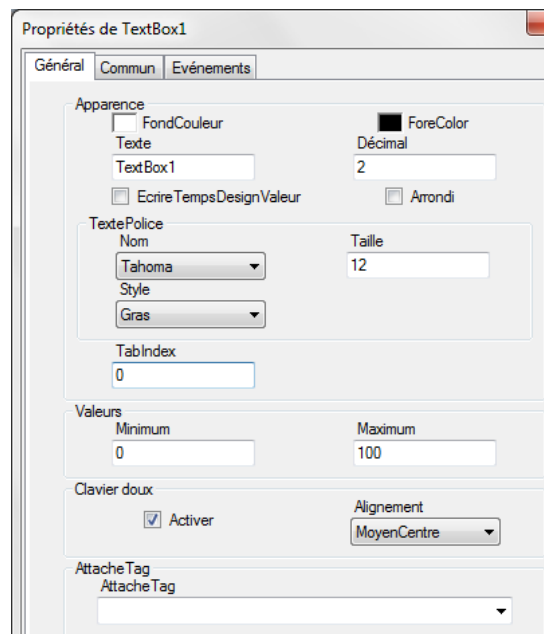 Propriétés de TextBox1
Général Commun Evénements
Apparence
FondCouleur ForeColor
Texte Décimal
TextBox1 2
EcrireTempsDesignValeur Arrondi
TextePolice
Nom Taille
Tahoma 12
Style
Gras
TabIndex
0
Valeurs
Minimum Maximum
0 100
Clavier doux
Alignement
Activer MoyenCentre
AttacheTag
AttacheTag